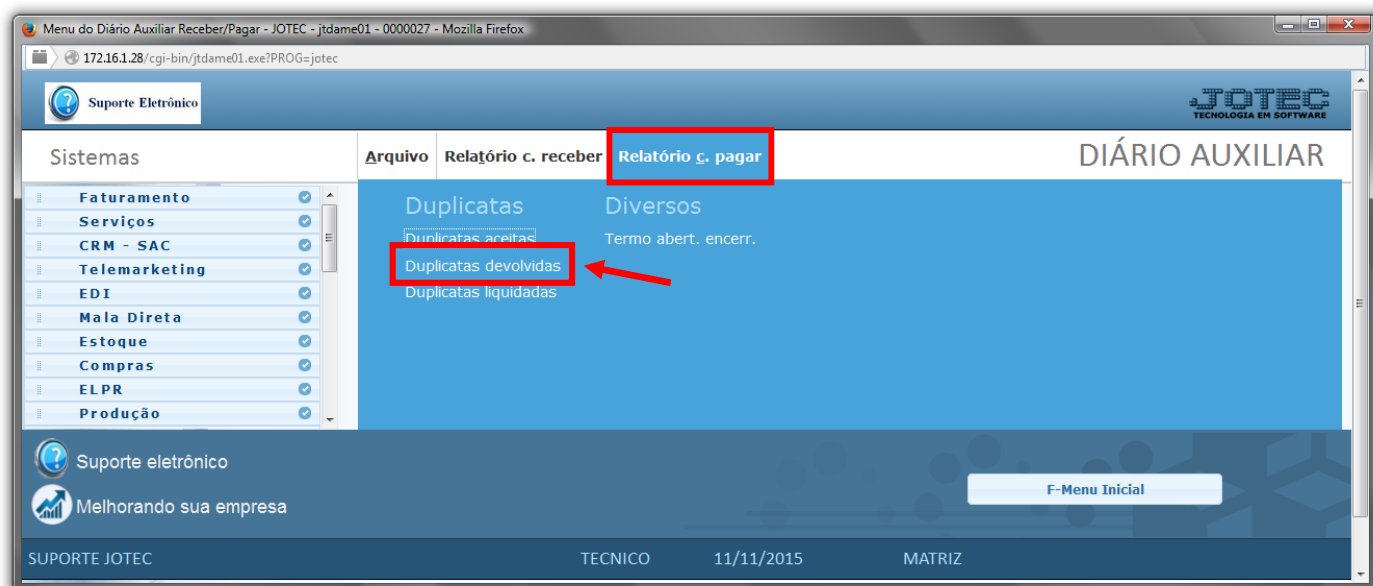 Menu do Diário Auxiliar Receber/Pagar - JOTEC - jtdame01 - 0000027 - Mozilla Firefox
172.16.1.28/cgi-bin/jtdame01.exe?PROG=jotec
Suporte Eletrônico
JOTEC
TECNOLOGIA EM SOFTWARE
Sistemas
Arquivo Relatório c. receber Relatório c. pagar
DIÁRIO AUXILIAR
Faturamento
Serviços
CRM - SAC
Telemarketing
EDI
Mala Direta
Estoque
Compras
ELPR
Produção
Duplicatas
Duplicatas aceitas
Duplicatas devolvidas
Duplicatas liquidadas
Diversos
Termo abert. encerr.
Suporte eletrônico
Melhorando sua empresa
F-Menu Inicial
SUPORTE JOTEC TECNICO 11/11/2015 MATRIZ